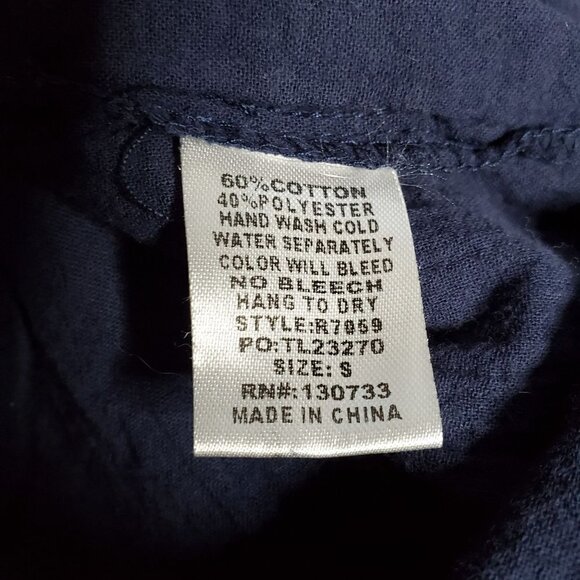 60%COTTON
40%POLYESTER
HAND WASH COLD
WATER SEPARATELY
COLOR WILL BLEED
NO BLEECH
HANG TO DRY
STYLE:R7059
PO:TL23270
SIZE: S
RN#: 130733
MADE IN CHINA